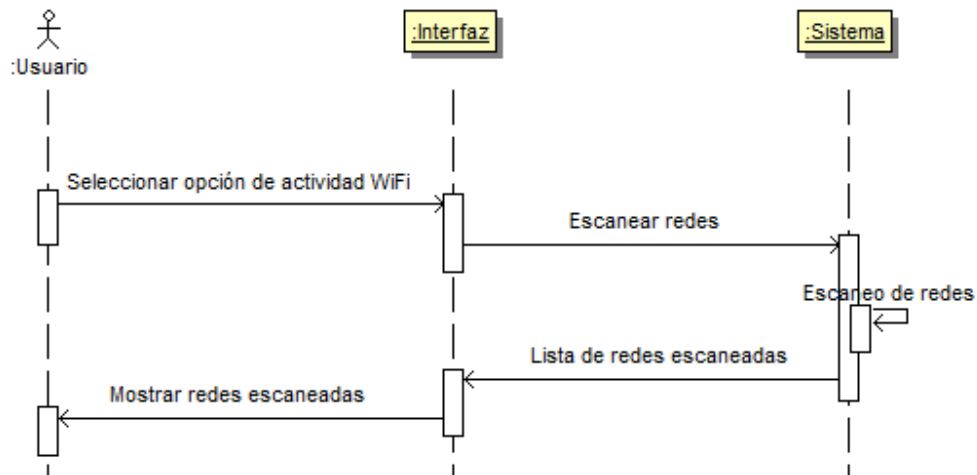 :Usuario
:Interfaz
:Sistema
Seleccionar opción de actividad WiFi
Escanear redes
Escaneo de redes
Lista de redes escaneadas
Mostrar redes escaneadas